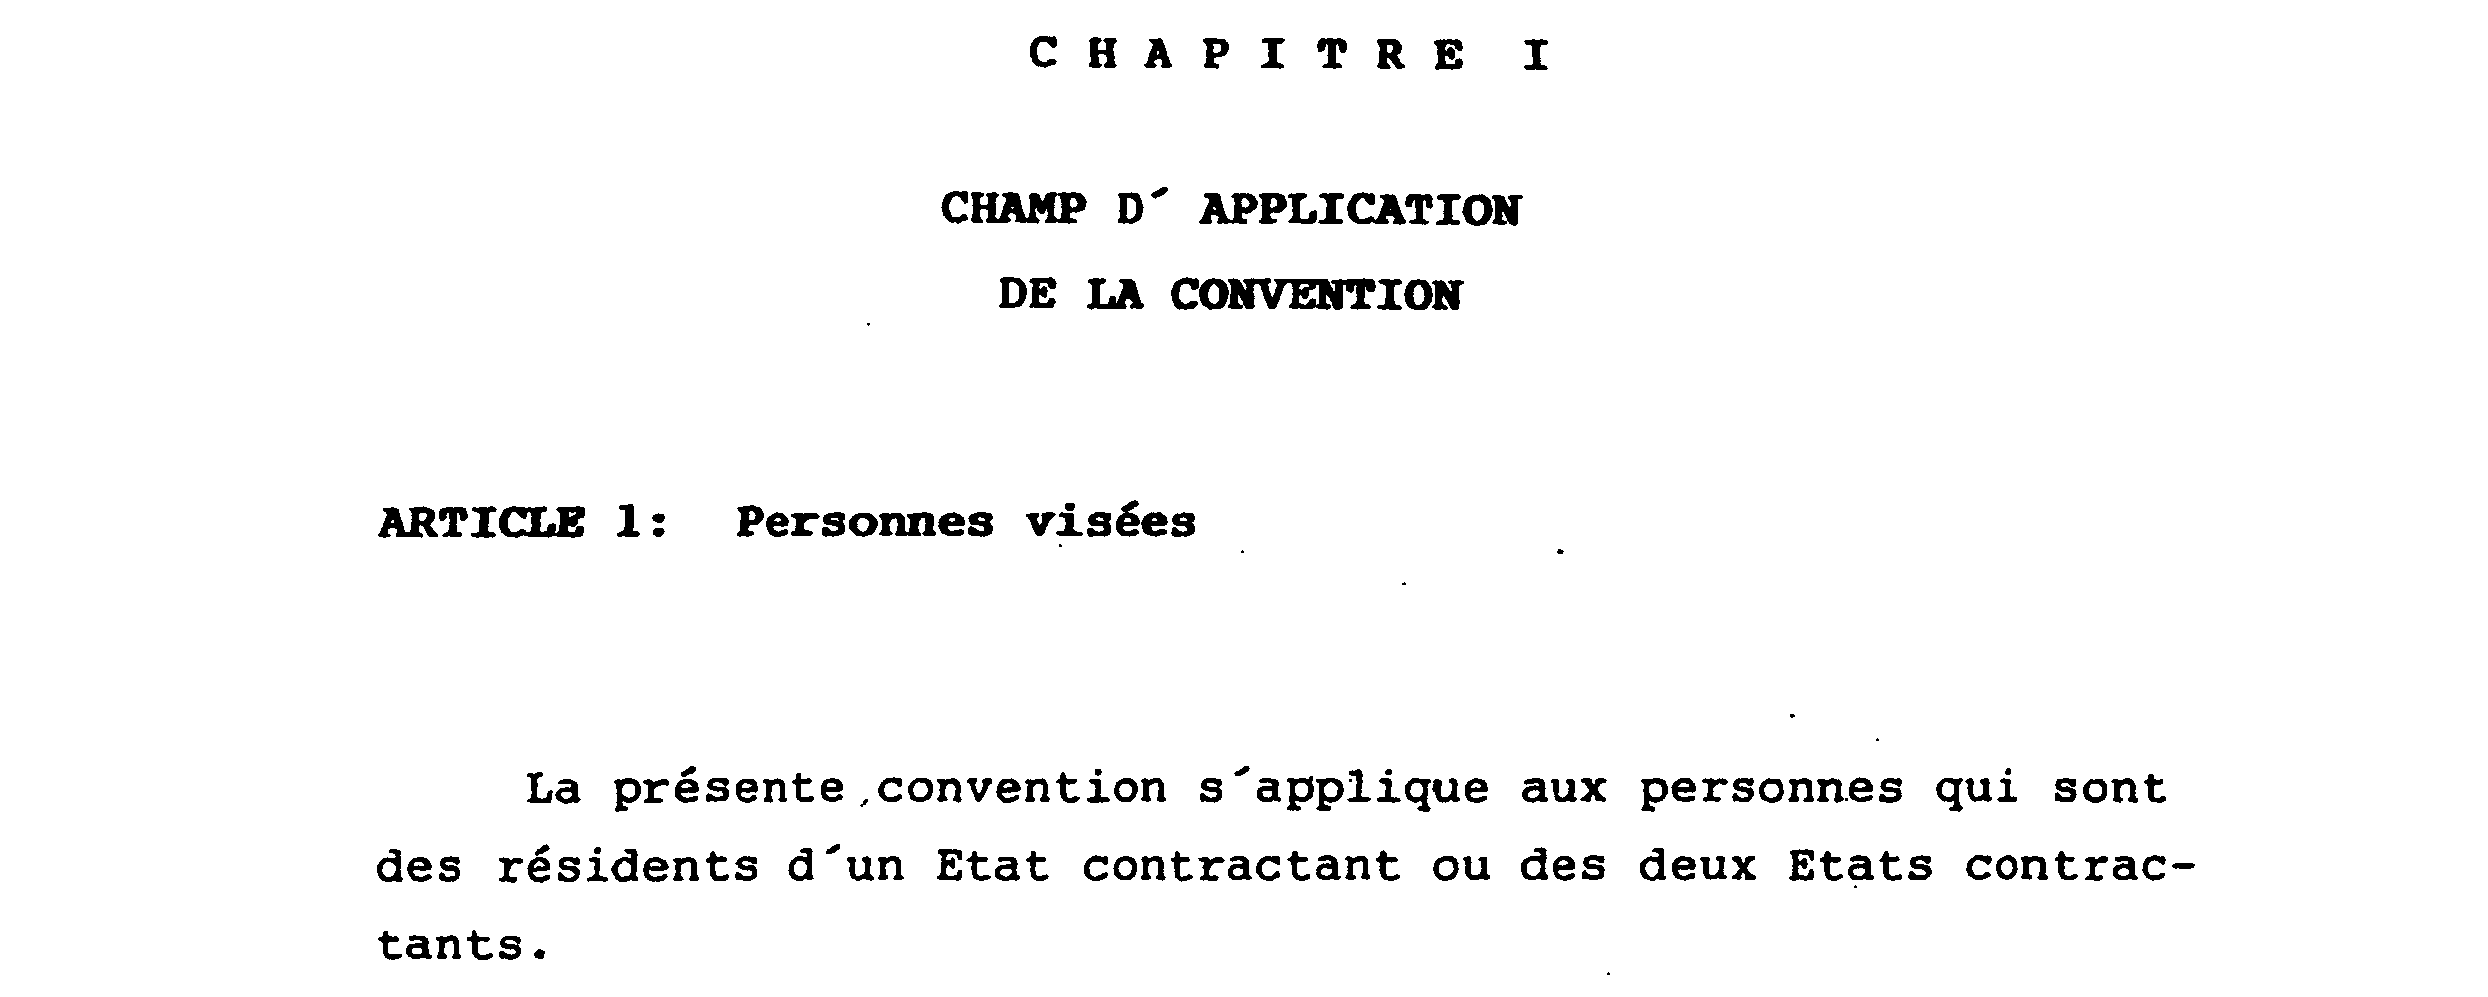 C H A P I T R E  I
CHAMP D´ APPLICATION
DE LA CONVENTION
ARTICLE 1:  Personnes visées
La présente convention s´applique aux personnes qui sont
des résidents d´un Etat contractant ou des deux Etats contrac-
tants.